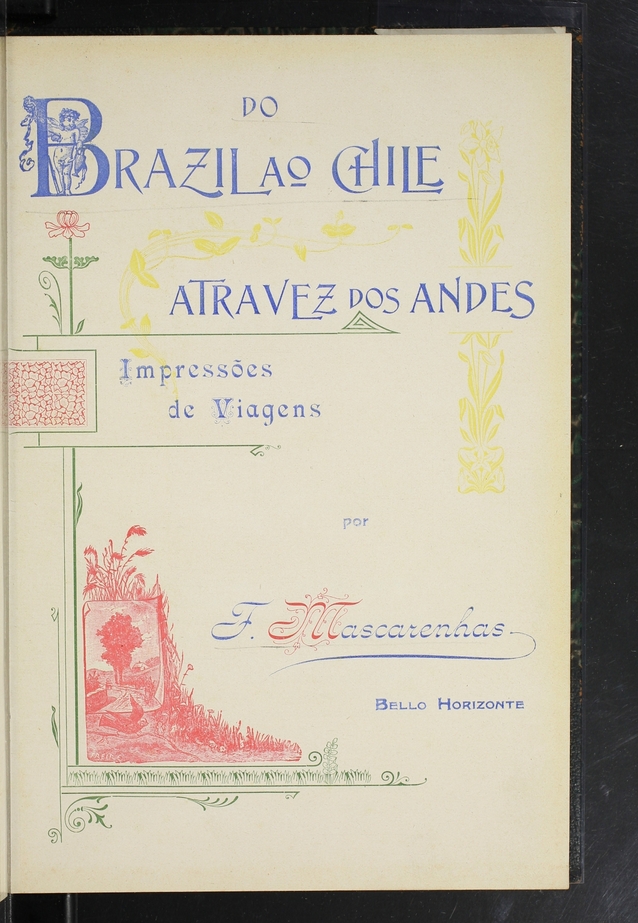 DO
BRAZIL AO CHILE
ATRAVEZ DOS ANDES
Impressões
de Viagens
por
F. Mascarenhas
BELLO HORIZONTE